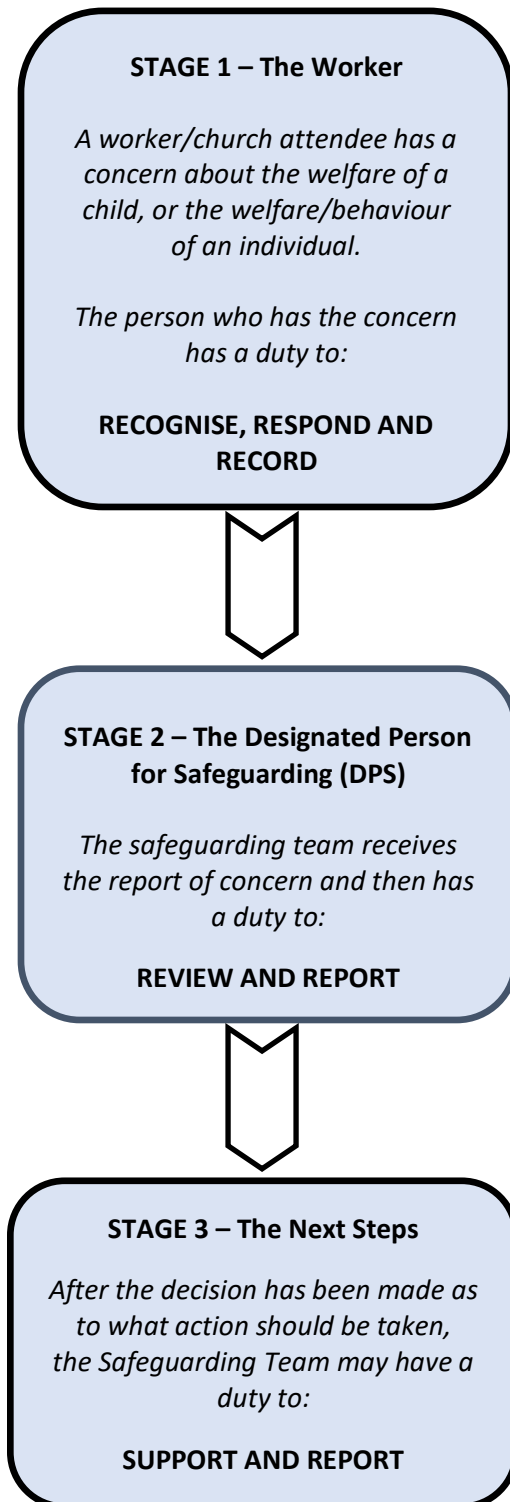 STAGE 1 – The Worker
A worker/church attendee has a
concern about the welfare of a
child, or the welfare/behaviour
of an individual.
The person who has the concern
has a duty to:
RECOGNISE, RESPOND AND
RECORD
STAGE 2 – The Designated Person
for Safeguarding (DPS)
The safeguarding team receives
the report of concern and then has
a duty to:
REVIEW AND REPORT
STAGE 3 – The Next Steps
After the decision has been made as
to what action should be taken,
the Safeguarding Team may have a
duty to:
SUPPORT AND REPORT